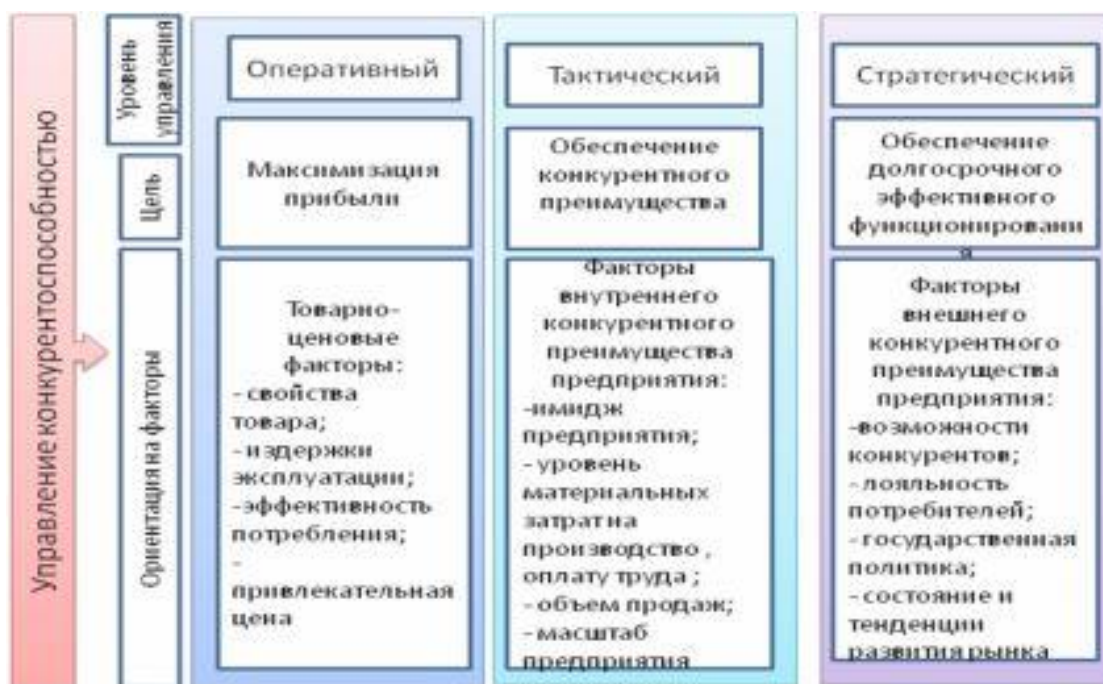 Управление конкурентоспособностью
Уровень
управления
Оперативный
Тактический
Стратегический
Цель
Максимизация
прибыли
Обеспечение
конкурентного
преимущества
Обеспечение
долгосрочного
эффективного
функционировани
я
Ориентация на факторы
Товарно-
ценовые
факторы:
- свойства
товара;
- издержки
эксплуатации;
-эффективность
потребления;
-
привлекательная
цена
Факторы
внутреннего
конкурентного
преимущества
предприятия:
-имидж
предприятия;
- уровень
материальных
затрат на
производство ,
оплату труда ;
- объем продаж;
- масштаб
предприятия
Факторы
внешнего
конкурентного
преимущества
предприятия:
-возможности
конкурентов;
- лояльность
потребителей;
- государственная
политика;
- состояние и
тенденции
развития рынка